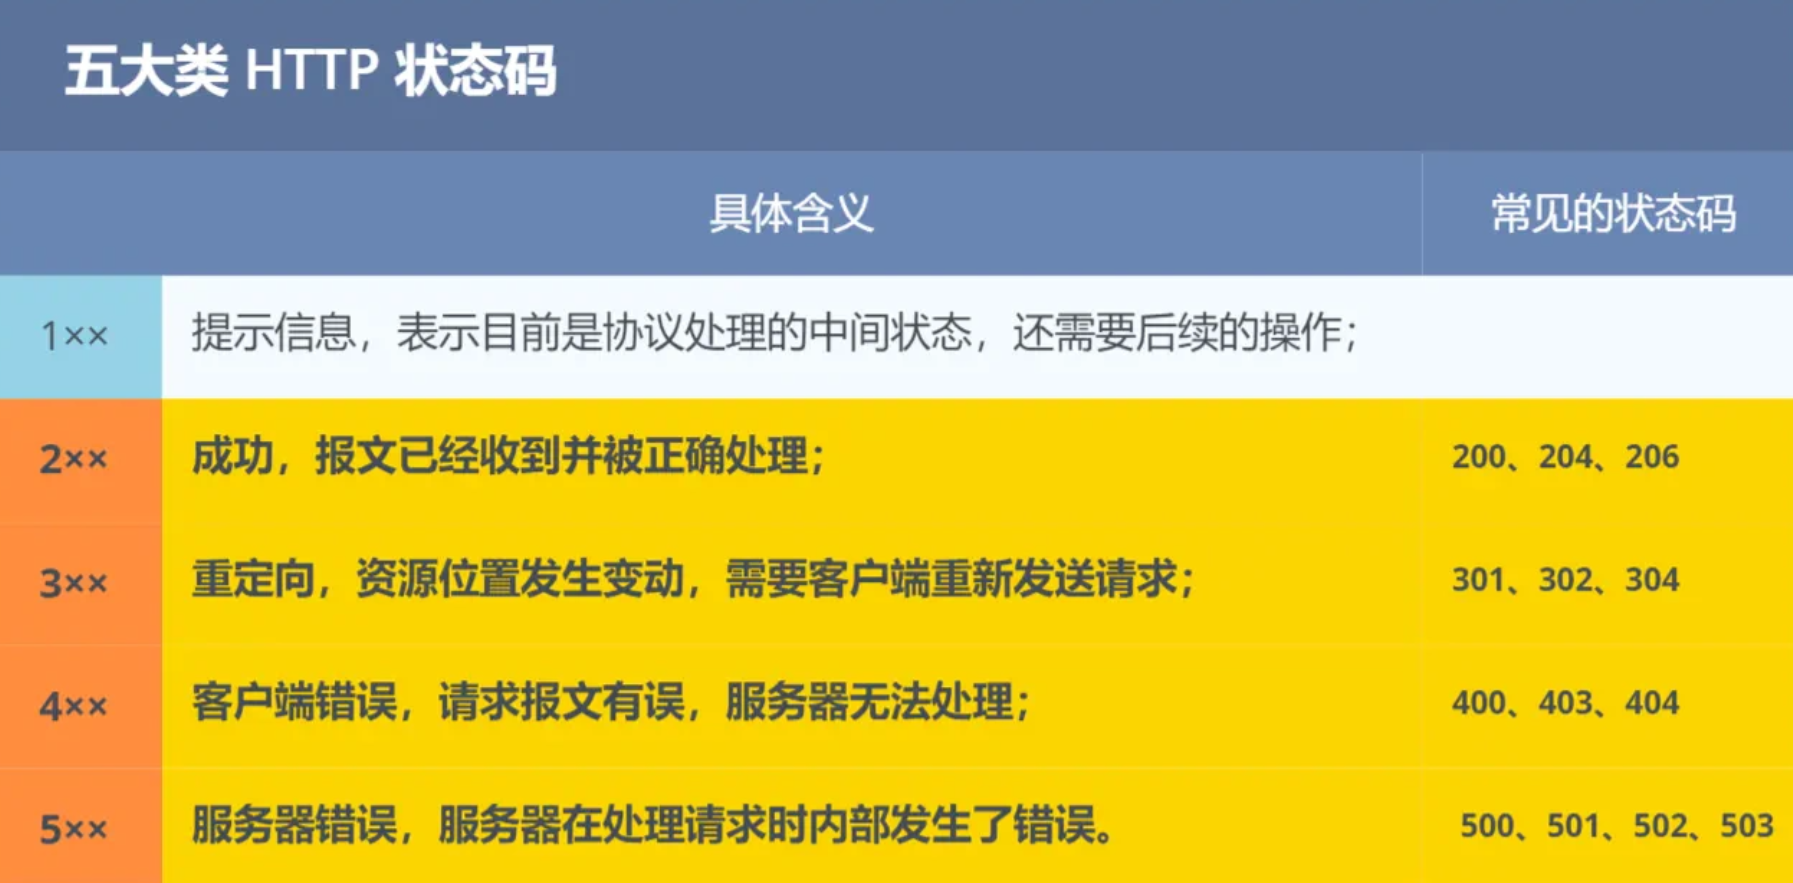 五大类 HTTP 状态码
具体含义 常见的状态码
1×× 提示信息，表示目前是协议处理的中间状态，还需要后续的操作；
2×× 成功，报文已经收到并被正确处理； 200、204、206
3×× 重定向，资源位置发生变动，需要客户端重新发送请求； 301、302、304
4×× 客户端错误，请求报文有误，服务器无法处理； 400、403、404
5×× 服务器错误，服务器在处理请求时内部发生了错误。 500、501、502、503